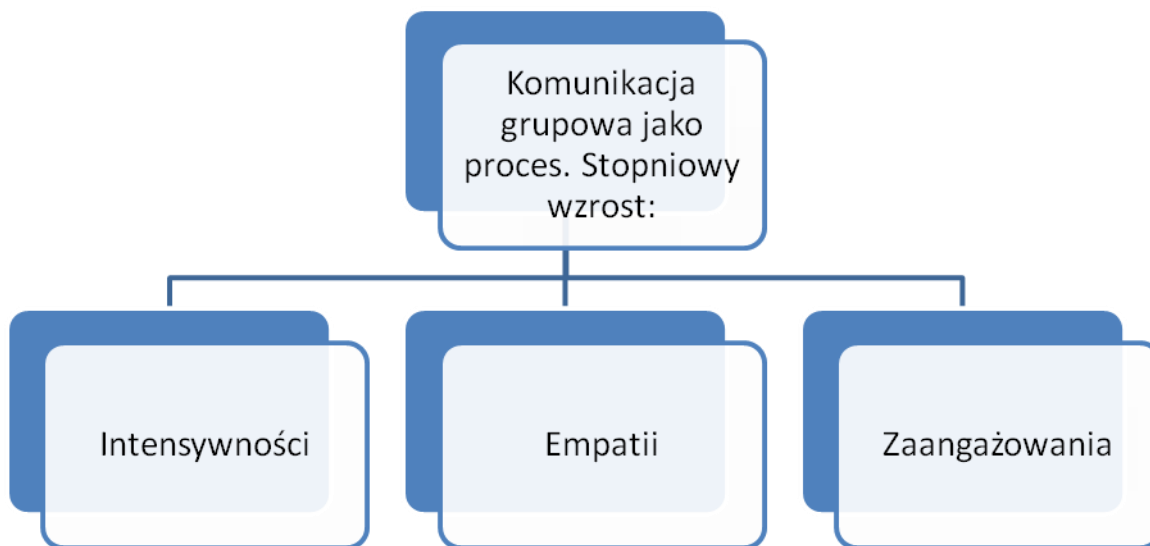 Komunikacja
grupowa jako
proces. Stopniowy
wzrost:
Intensywności
Empatii
Zaangażowania